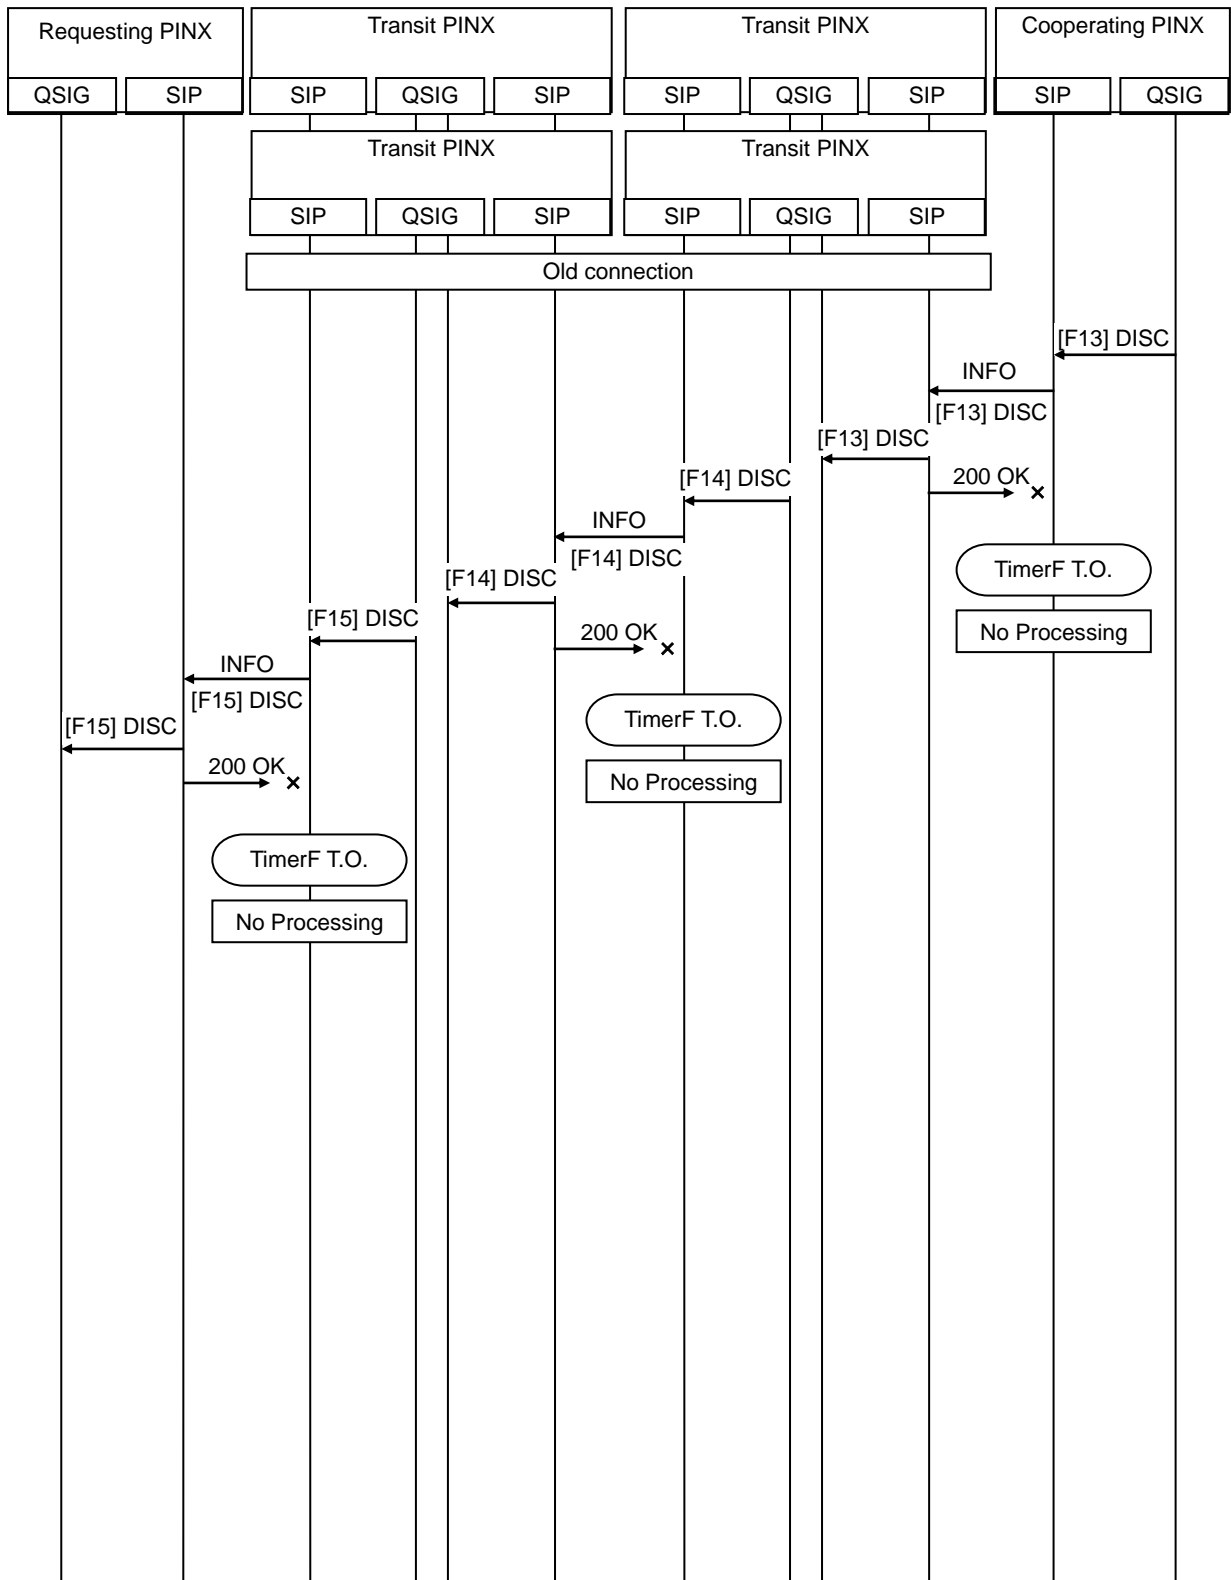 Requesting PINX
Transit PINX
Transit PINX
Cooperating PINX
QSIG
SIP
SIP
QSIG
SIP
SIP
QSIG
SIP
SIP
QSIG
Transit PINX
Transit PINX
SIP
QSIG
SIP
SIP
QSIG
SIP
Old connection
[F13] DISC
INFO
[F13] DISC
[F13] DISC
200 OK
[F14] DISC
INFO
[F14] DISC
TimerF T.O.
[F14] DISC
[F15] DISC
200 OK
No Processing
INFO
[F15] DISC
TimerF T.O.
[F15] DISC
200 OK
No Processing
TimerF T.O.
No Processing